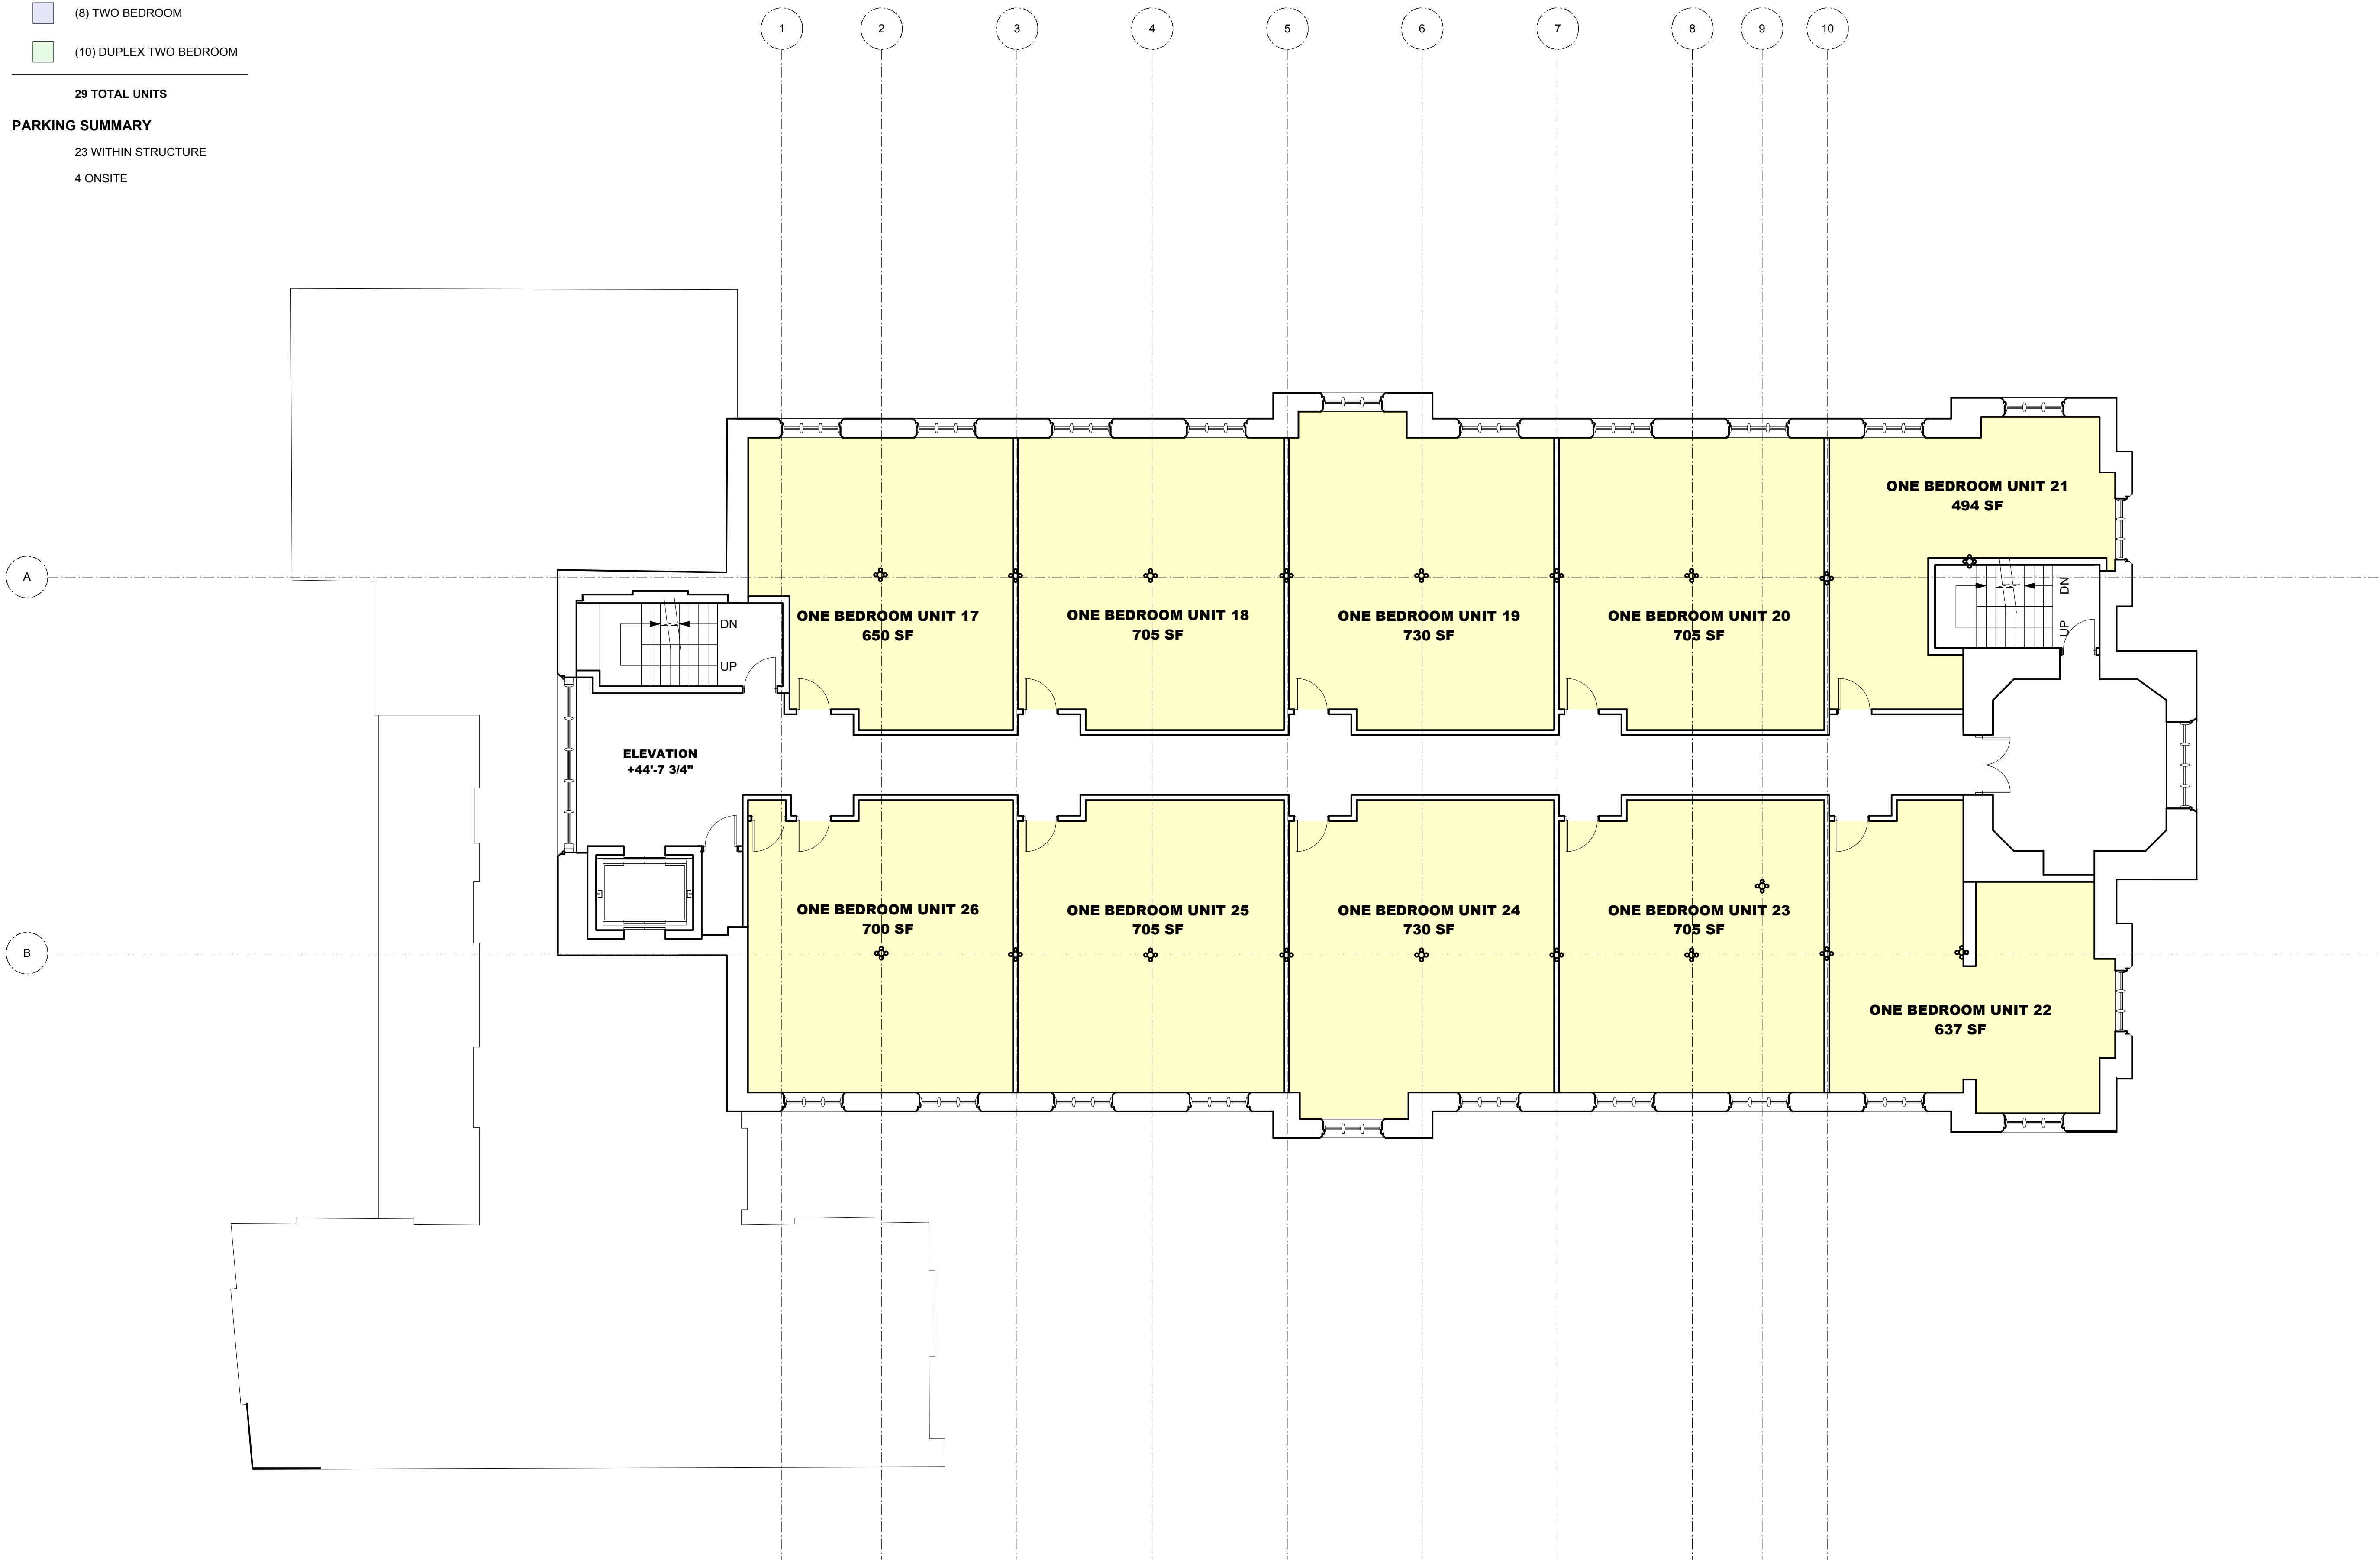 (8) TWO BEDROOM
(10) DUPLEX TWO BEDROOM
29 TOTAL UNITS
PARKING SUMMARY
23 WITHIN STRUCTURE
4 ONSITE
1
2
3
4
5
6
7
8
9
10
A
B
ONE BEDROOM UNIT 17
650 SF
ONE BEDROOM UNIT 18
705 SF
ONE BEDROOM UNIT 19
730 SF
ONE BEDROOM UNIT 20
705 SF
ONE BEDROOM UNIT 21
494 SF
DN
UP
DN
UP
ELEVATION
+44'-7 3/4"
ONE BEDROOM UNIT 26
700 SF
ONE BEDROOM UNIT 25
705 SF
ONE BEDROOM UNIT 24
730 SF
ONE BEDROOM UNIT 23
705 SF
ONE BEDROOM UNIT 22
637 SF